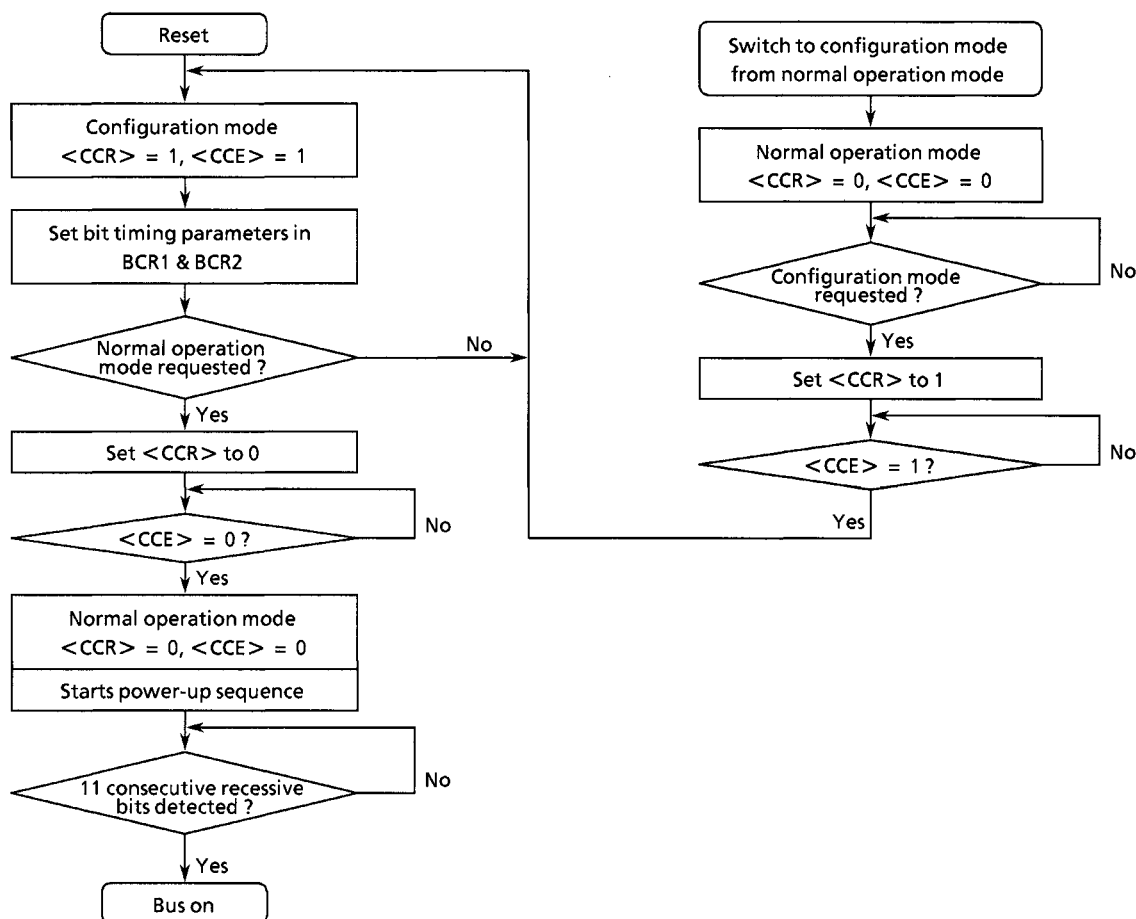 Reset
Configuration mode
<CCR> = 1, <CCE> = 1
Set bit timing parameters in
BCR1 & BCR2
Normal operation
mode requested ?
No
Yes
Set <CCR> to 0
<CCE> = 0 ?
No
Yes
Normal operation mode
<CCR> = 0, <CCE> = 0
Starts power-up sequence
11 consecutive recessive
bits detected ?
No
Yes
Bus on
Switch to configuration mode
from normal operation mode
Normal operation mode
<CCR> = 0, <CCE> = 0
Configuration mode
requested ?
No
Yes
Set <CCR> to 1
<CCE> = 1 ?
No
Yes